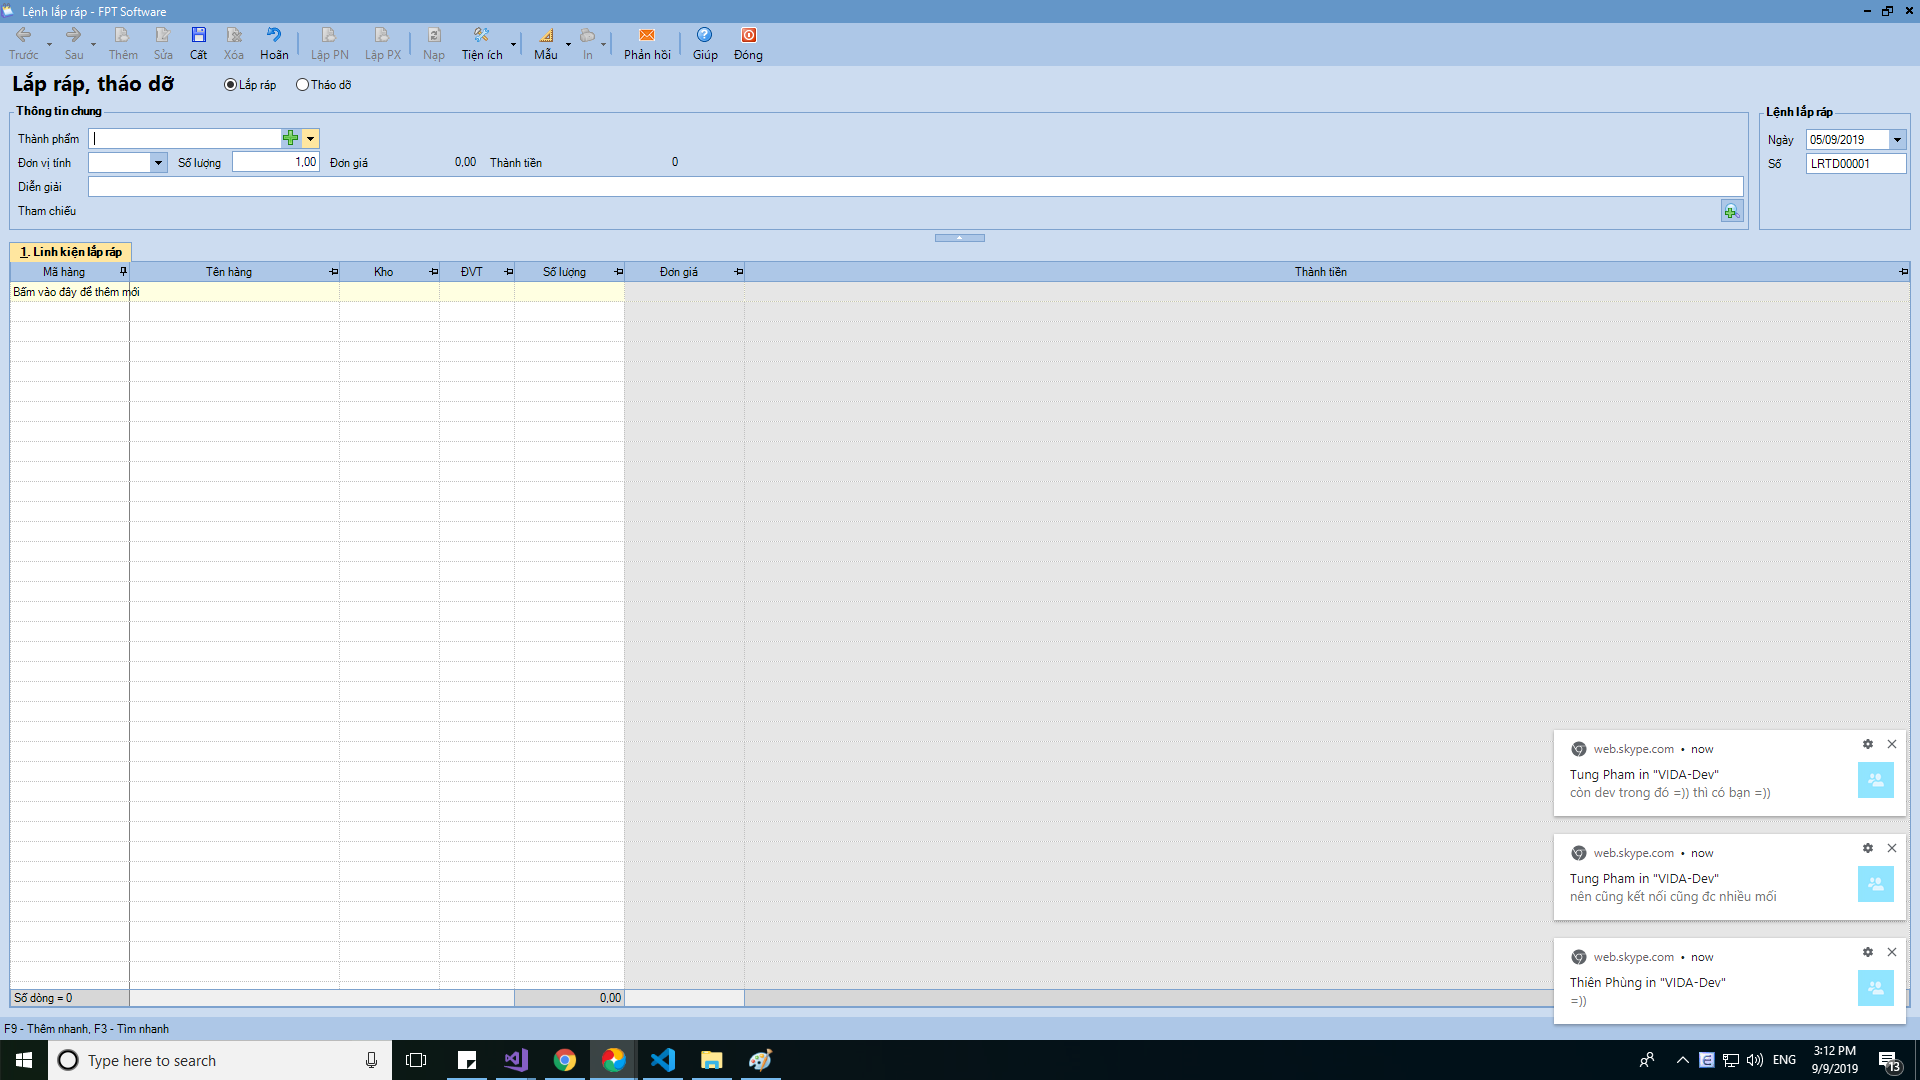 Lệnh lắp ráp - FPT Software
Trước Sau Thêm Sửa Cất Xóa Hoãn Lập PN Lập PX Nạp Tiện ích Mẫu In Phản hồi Giúp Đóng
Lắp ráp, tháo dỡ Lắp ráp Tháo dỡ
Thông tin chung
Thành phẩm
Đơn vị tính Số lượng 1,00 Đơn giá 0,00 Thành tiền 0
Diễn giải
Tham chiếu
Lệnh lắp ráp
Ngày 05/09/2019
Số LRTD00001
1. Linh kiện lắp ráp
Mã hàng Tên hàng Kho ĐVT Số lượng Đơn giá Thành tiền
Bấm vào đây để thêm mới
Số dòng = 0 0,00
web.skype.com • now
Tung Pham in "VIDA-Dev"
còn dev trong đó =)) thì có bạn =))
web.skype.com • now
Tung Pham in "VIDA-Dev"
nên cũng kết nối cũng đc nhiều mối
web.skype.com • now
Thiên Phùng in "VIDA-Dev"
=))
F9 - Thêm nhanh, F3 - Tìm nhanh
Type here to search
ENG
3:12 PM
9/9/2019
13